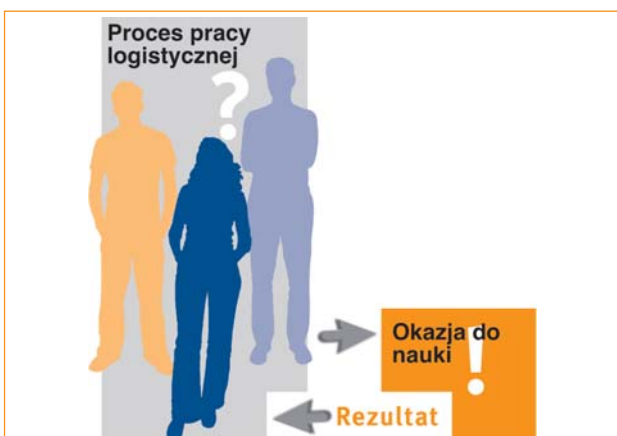 Proces pracy
logistycznej
?
Okazja do
nauki
!
Rezultat